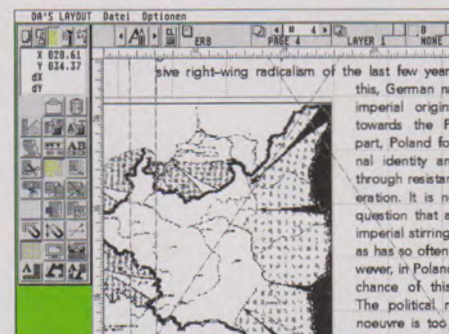 DA'S LAYOUT Datei Optionen
ERB PAGE 4 LAYER 1 NONE
X 020.61
Y 034.37
dX
dY
sive right-wing radicalism of the last few year
this, German na
imperial origin
towards the P
part, Poland fo
nal identity an
through resistan
eration. It is no
question that a
imperial stirring
as has so often
wever, in Poland
chance of this
The political m
noeuvre is too